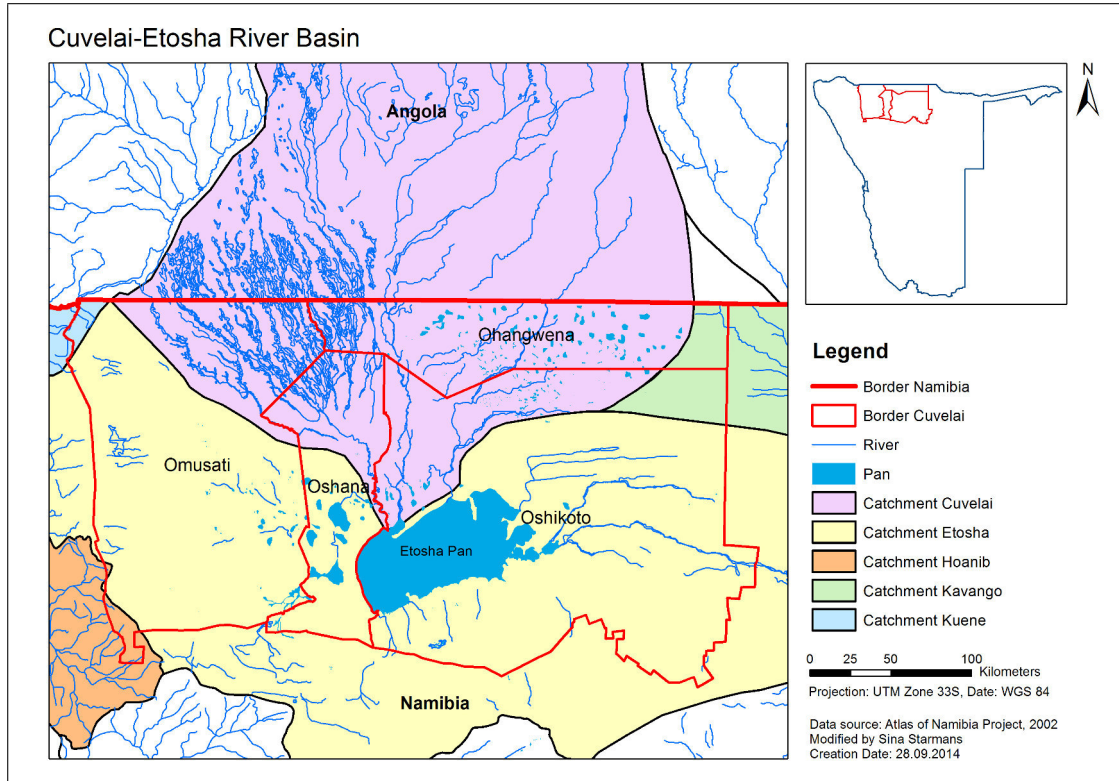 Cuvelai-Etosha River Basin
Angola
Ohangwena
Omusati
Oshana
Oshikoto
Etosha Pan
Namibia
N
Legend
Border Namibia
Border Cuvelai
River
Pan
Catchment Cuvelai
Catchment Etosha
Catchment Hoanib
Catchment Kavango
Catchment Kuene
0 25 50 100
Kilometers
Projection: UTM Zone 33S, Date: WGS 84
Data source: Atlas of Namibia Project, 2002
Modified by Sina Starmans
Creation Date: 28.09.2014